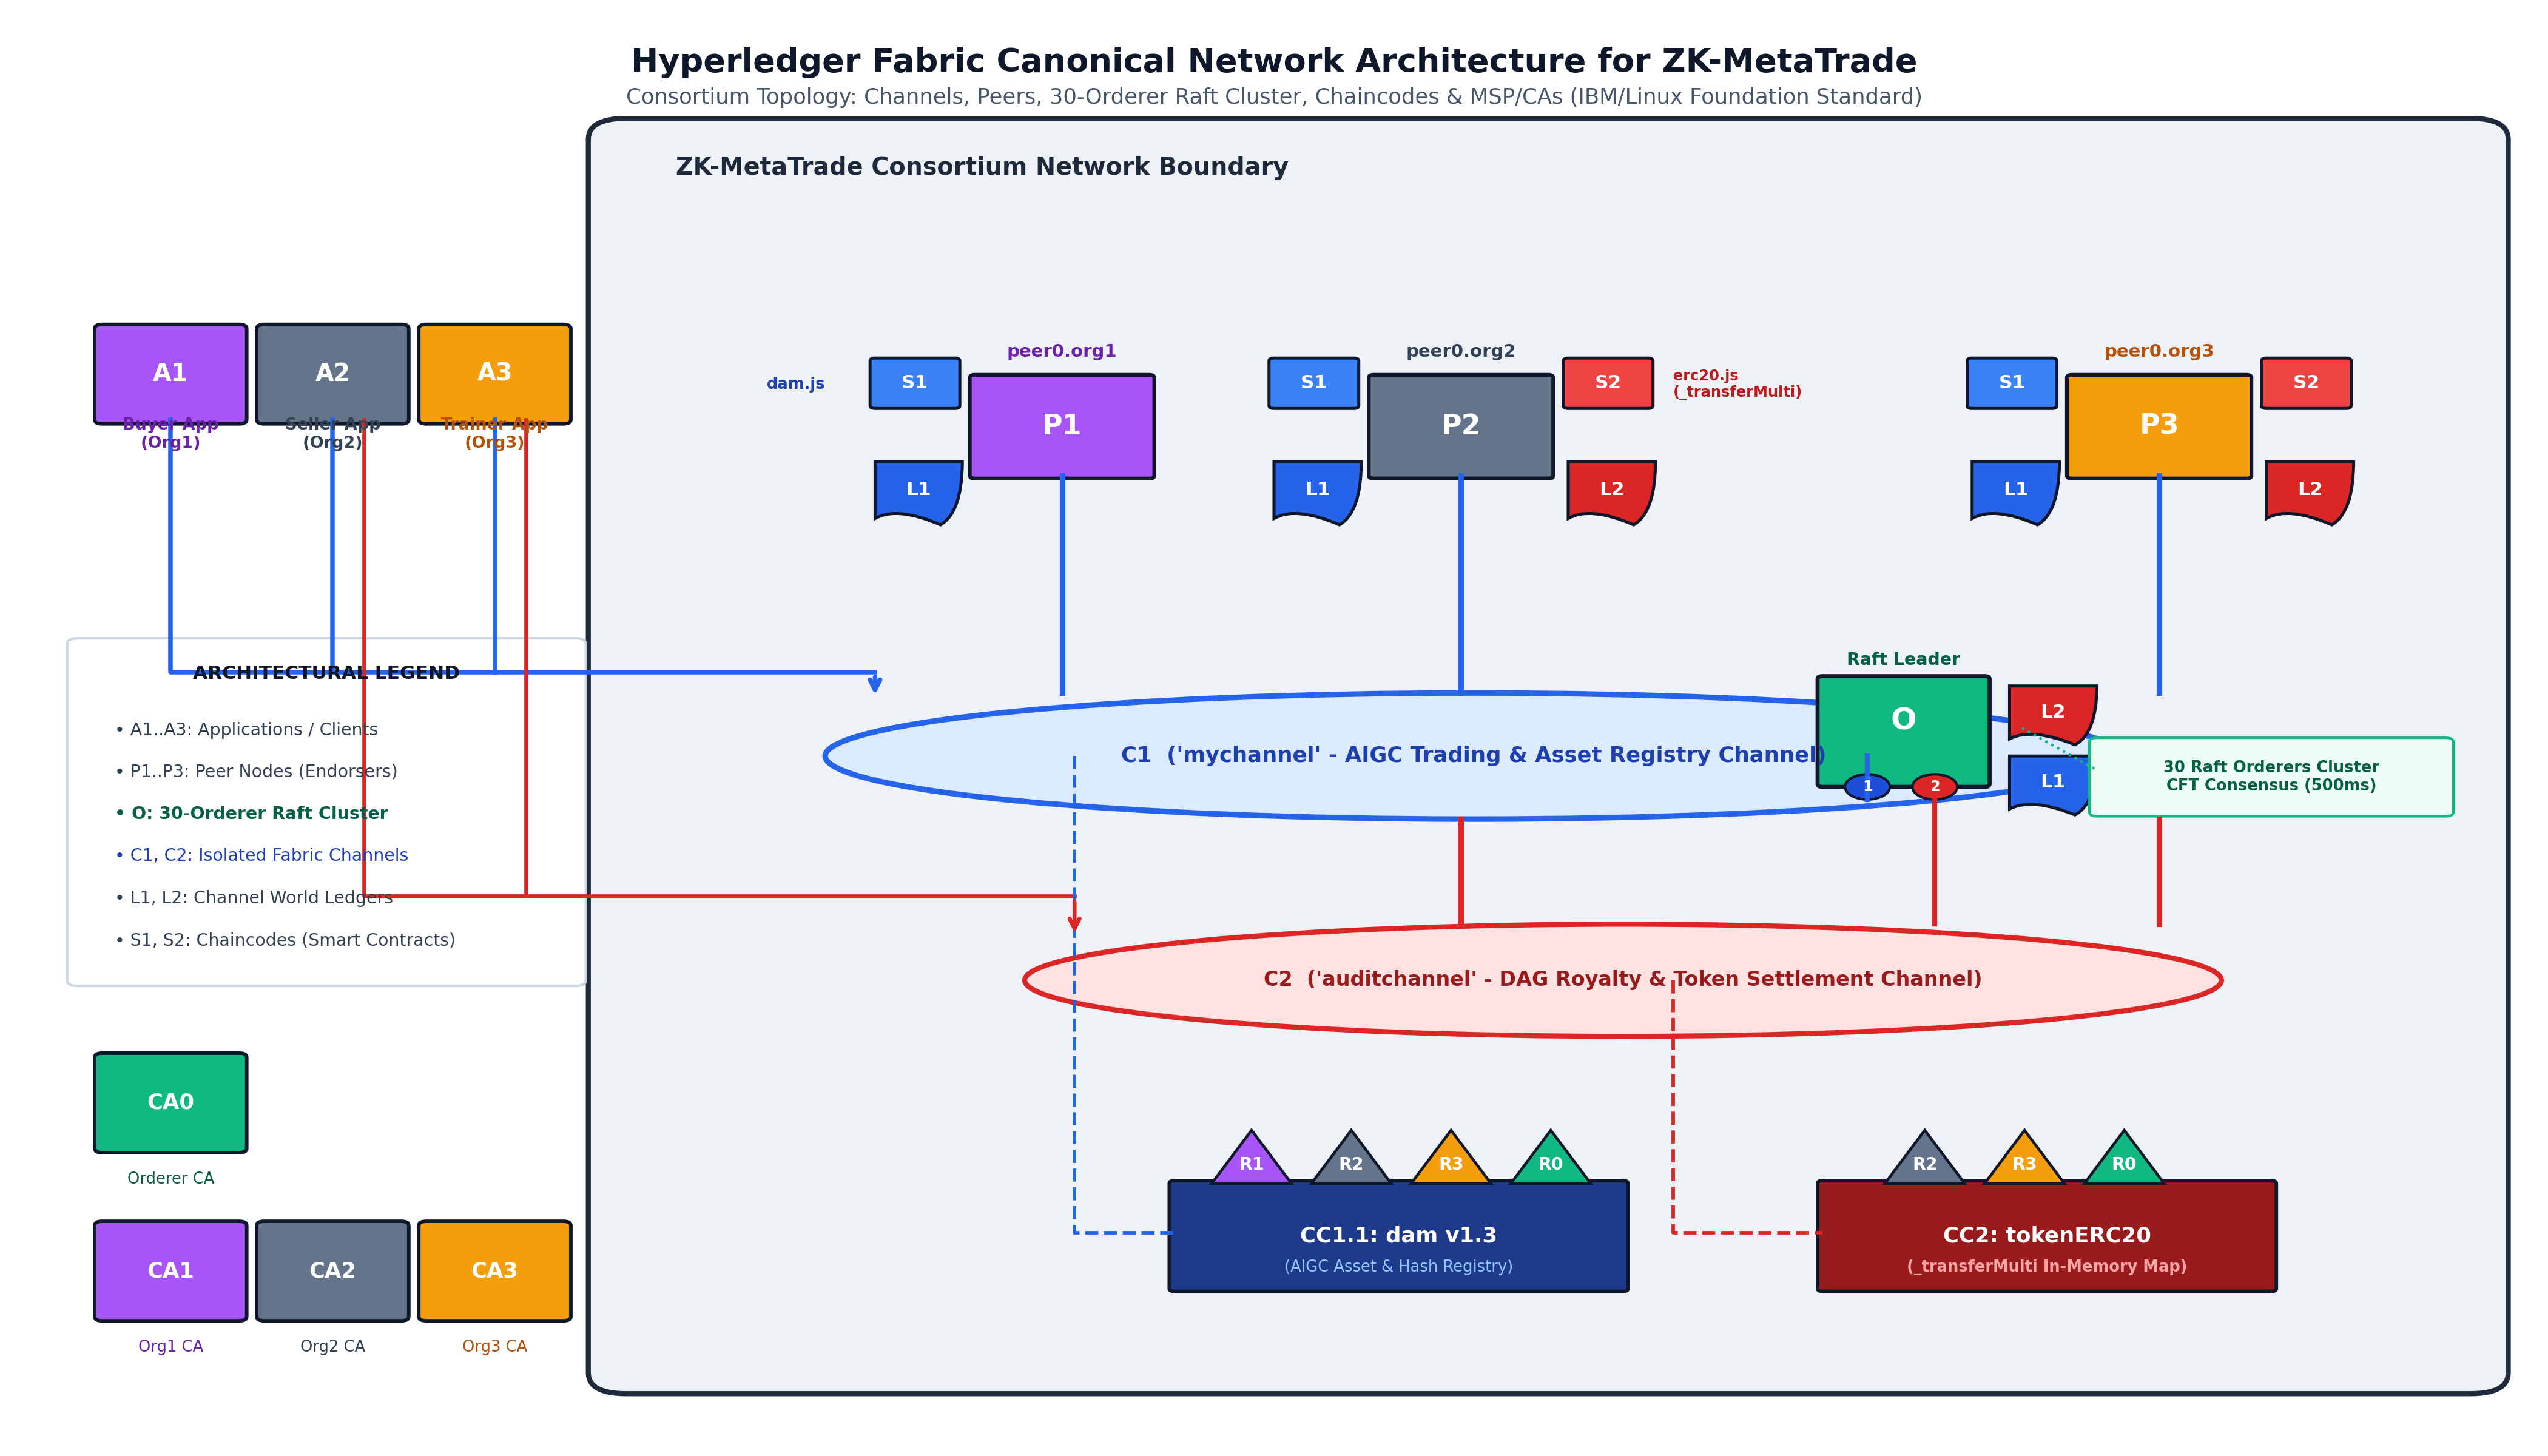 Hyperledger Fabric Canonical Network Architecture for ZK-MetaTrade
Consortium Topology: Channels, Peers, 30-Orderer Raft Cluster, Chaincodes & MSP/CAs (IBM/Linux Foundation Standard)
ZK-MetaTrade Consortium Network Boundary
A1
Buyer App
(Org1)
A2
Seller App
(Org2)
A3
Trainer App
(Org3)
dam.js
S1
peer0.org1
P1
L1
S1
peer0.org2
P2
L1
S2
erc20.js
(_transferMulti)
L2
S1
peer0.org3
P3
L1
S2
L2
ARCHITECTURAL LEGEND
• A1..A3: Applications / Clients
• P1..P3: Peer Nodes (Endorsers)
• O: 30-Orderer Raft Cluster
• C1, C2: Isolated Fabric Channels
• L1, L2: Channel World Ledgers
• S1, S2: Chaincodes (Smart Contracts)
Raft Leader
O
1
2
L2
L1
30 Raft Orderers Cluster
CFT Consensus (500ms)
C1 ('mychannel' - AIGC Trading & Asset Registry Channel)
C2 ('auditchannel' - DAG Royalty & Token Settlement Channel)
CA0
Orderer CA
CA1
Org1 CA
CA2
Org2 CA
CA3
Org3 CA
R1
R2
R3
R0
CC1.1: dam v1.3
(AIGC Asset & Hash Registry)
R2
R3
R0
CC2: tokenERC20
(_transferMulti In-Memory Map)